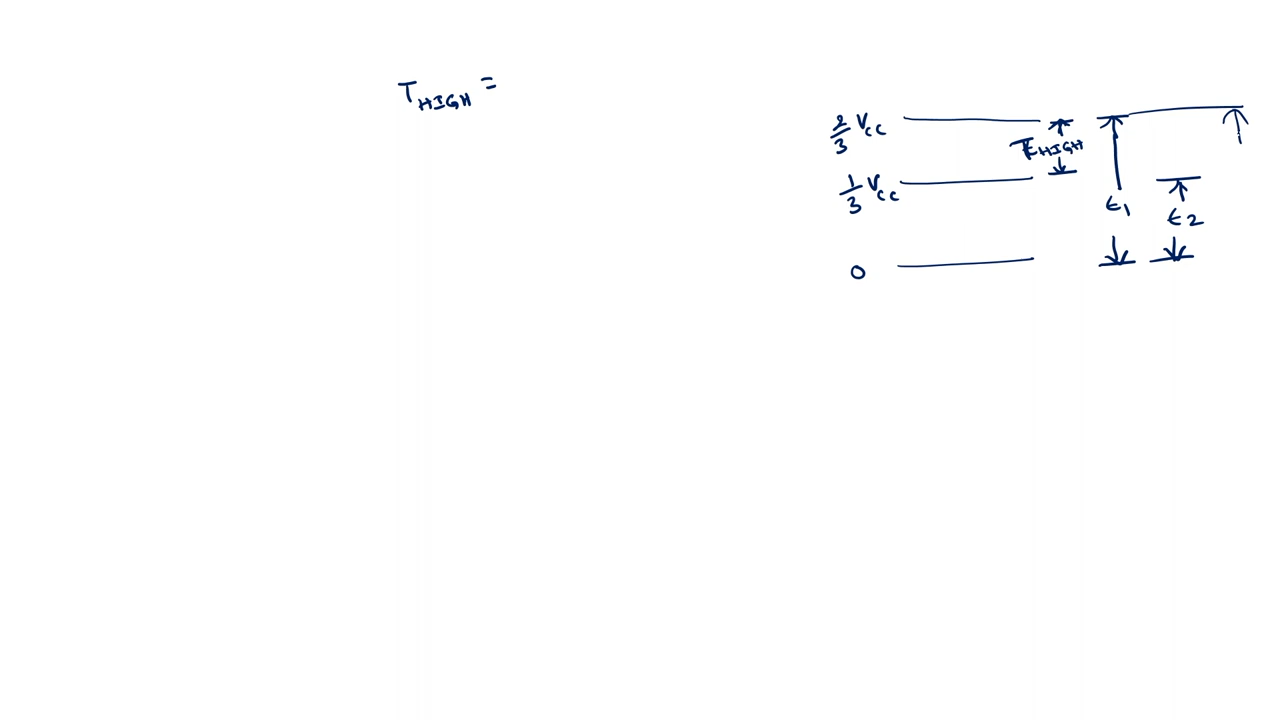 T_HIGH =
2/3 Vcc
T_HIGH
1/3 Vcc
t1
t2
0